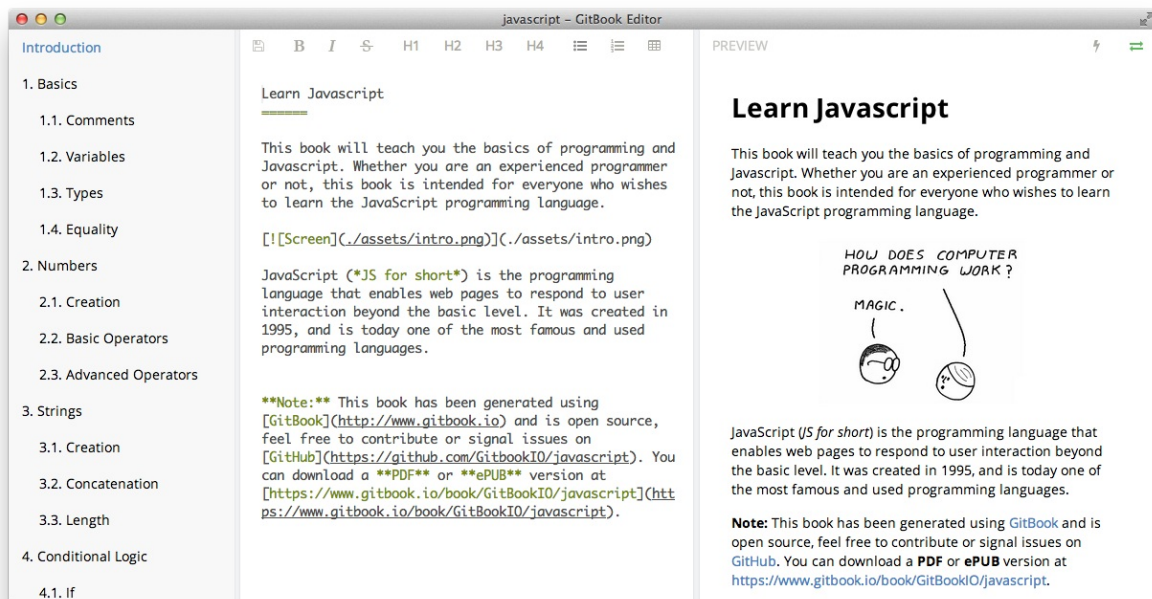 javascript – GitBook Editor
Introduction
1. Basics
1.1. Comments
1.2. Variables
1.3. Types
1.4. Equality
2. Numbers
2.1. Creation
2.2. Basic Operators
2.3. Advanced Operators
3. Strings
3.1. Creation
3.2. Concatenation
3.3. Length
4. Conditional Logic
4.1. If
B I S H1 H2 H3 H4
Learn Javascript
======
This book will teach you the basics of programming and
Javascript. Whether you are an experienced programmer
or not, this book is intended for everyone who wishes
to learn the JavaScript programming language.
[![Screen](./assets/intro.png)](./assets/intro.png)
JavaScript (*JS for short*) is the programming
language that enables web pages to respond to user
interaction beyond the basic level. It was created in
1995, and is today one of the most famous and used
programming languages.
**Note:** This book has been generated using
[GitBook](http://www.gitbook.io) and is open source,
feel free to contribute or signal issues on
[GitHub](https://github.com/GitbookIO/javascript). You
can download a **PDF** or **ePUB** version at
[https://www.gitbook.io/book/GitBookIO/javascript](htt
ps://www.gitbook.io/book/GitBookIO/javascript).
PREVIEW
Learn Javascript
This book will teach you the basics of programming and
Javascript. Whether you are an experienced programmer or
not, this book is intended for everyone who wishes to learn
the JavaScript programming language.
HOW DOES COMPUTER
PROGRAMMING WORK?
MAGIC.
JavaScript (JS for short) is the programming language that
enables web pages to respond to user interaction beyond
the basic level. It was created in 1995, and is today one of
the most famous and used programming languages.
Note: This book has been generated using GitBook and is
open source, feel free to contribute or signal issues on
GitHub. You can download a PDF or ePUB version at
https://www.gitbook.io/book/GitBookIO/javascript.